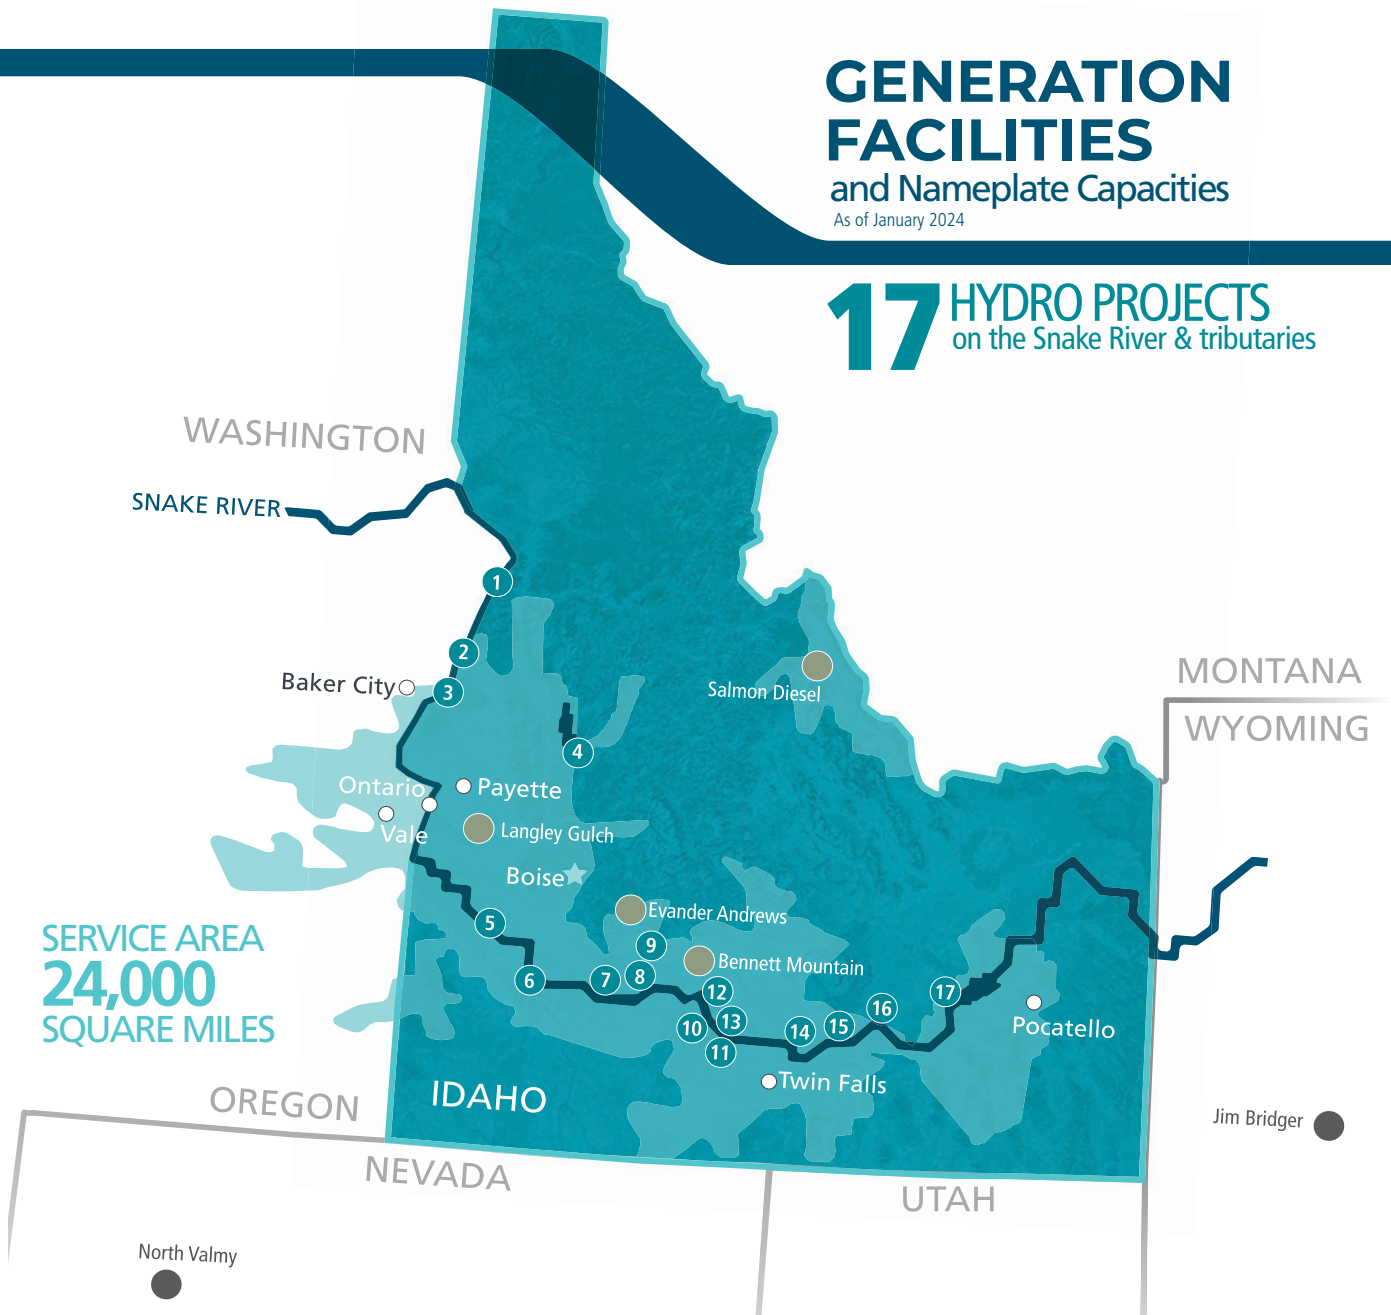 GENERATION
FACILITIES
and Nameplate Capacities
As of January 2024
17 HYDRO PROJECTS
on the Snake River & tributaries
WASHINGTON
SNAKE RIVER
1
2
Baker City
3
Salmon Diesel
MONTANA
WYOMING
4
Ontario
Payette
Vale
Langley Gulch
Boise
Evander Andrews
5
9
Bennett Mountain
SERVICE AREA
24,000
SQUARE MILES
6
7
8
12
10
13
11
14
15
16
17
Pocatello
Twin Falls
IDAHO
OREGON
NEVADA
UTAH
Jim Bridger
North Valmy